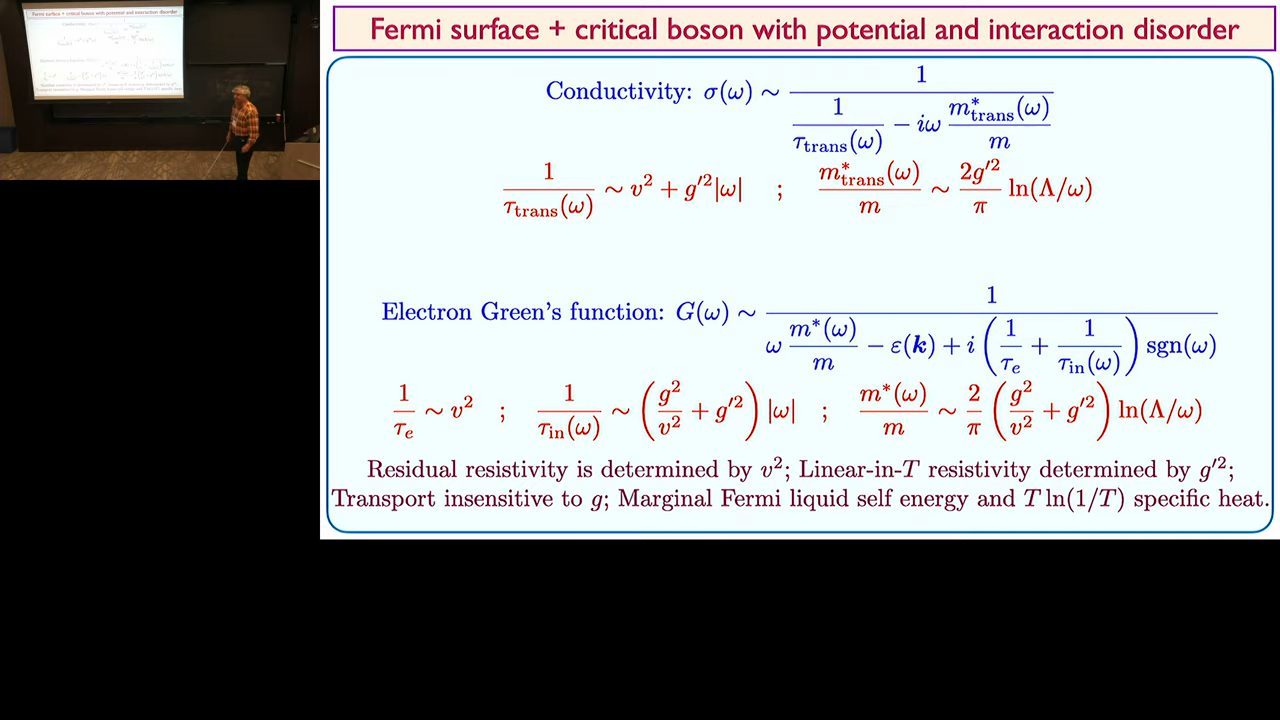 Fermi surface + critical boson with potential and interaction disorder
Conductivity: σ(ω) ~ 1 / (1/τ_trans(ω) − iω m*_trans(ω)/m)
1/τ_trans(ω) ~ v² + g′²|ω| ; m*_trans(ω)/m ~ 2g′²/π ln(Λ/ω)
Electron Green's function: G(ω) ~ 1 / (ω m*(ω)/m − ε(k) + i (1/τ_e + 1/τ_in(ω)) sgn(ω))
1/τ_e ~ v² ; 1/τ_in(ω) ~ (g²/v² + g′²) |ω| ; m*(ω)/m ~ 2/π (g²/v² + g′²) ln(Λ/ω)
Residual resistivity is determined by v²; Linear-in-T resistivity determined by g′²;
Transport insensitive to g; Marginal Fermi liquid self energy and T ln(1/T) specific heat.